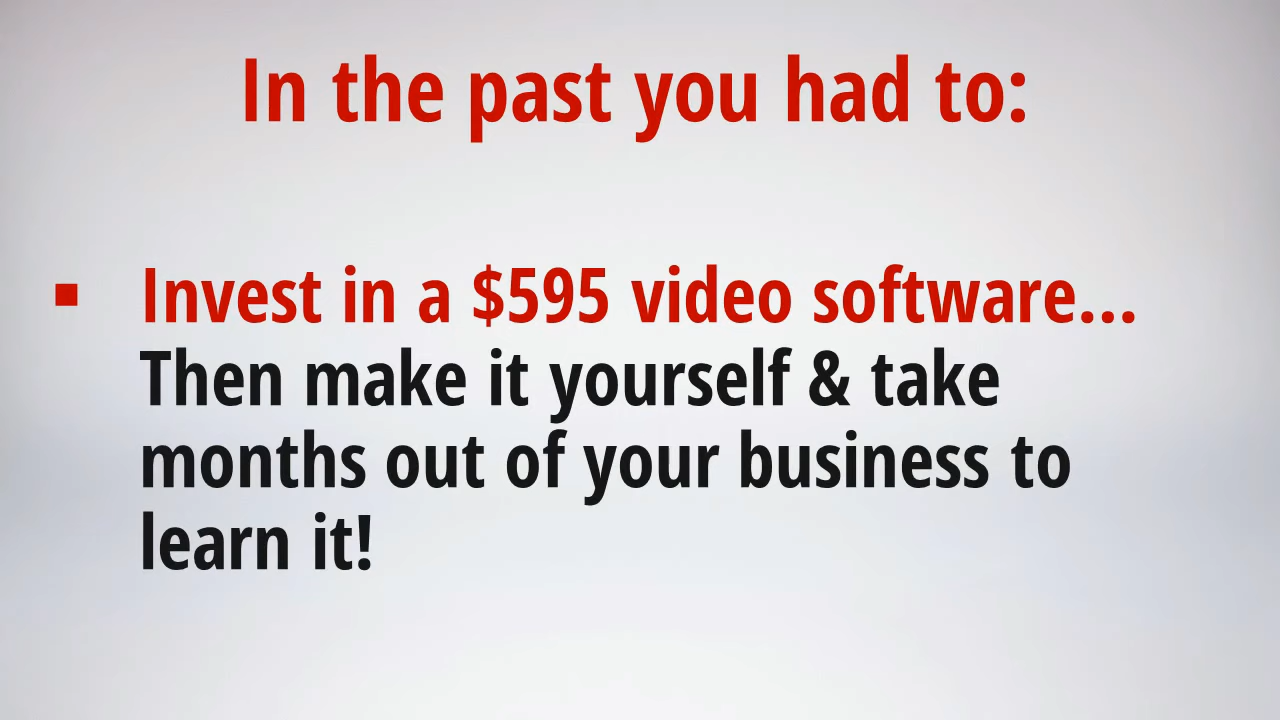 In the past you had to:
▪ Invest in a $595 video software...
Then make it yourself & take
months out of your business to
learn it!